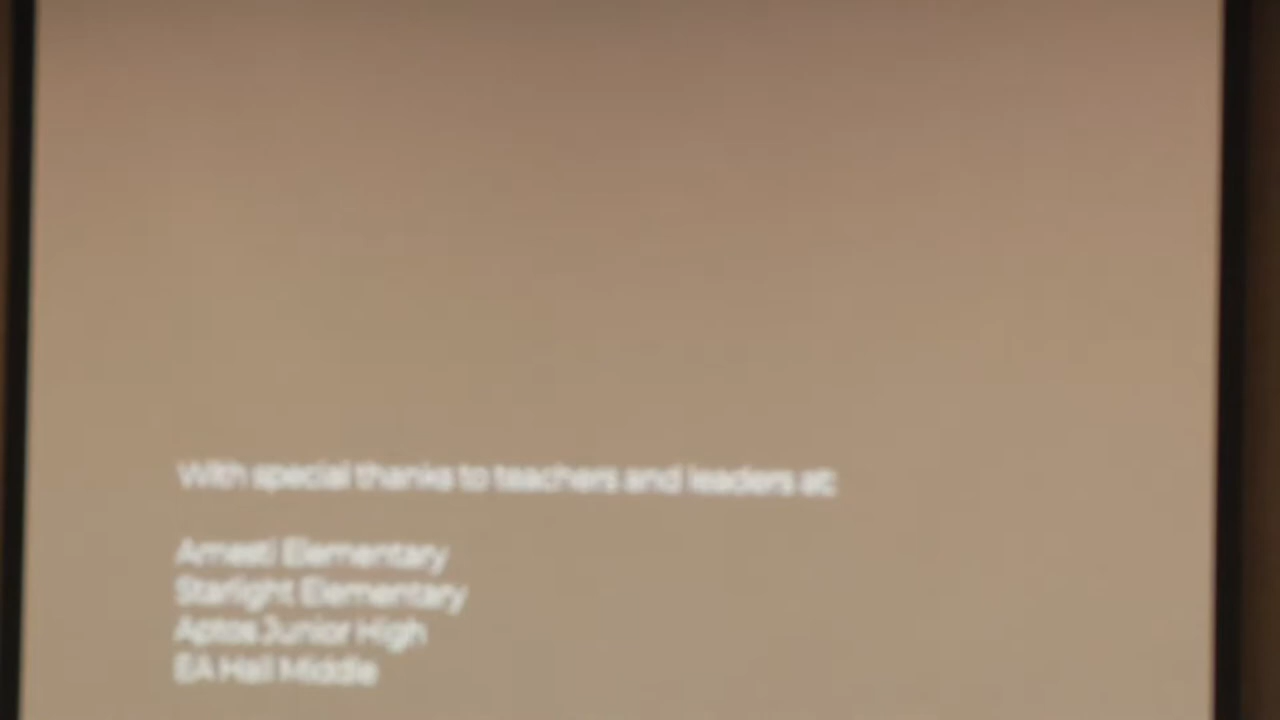 With special thanks to teachers and leaders at:
Amesti Elementary
Starlight Elementary
Aptos Junior High
EA Hall Middle